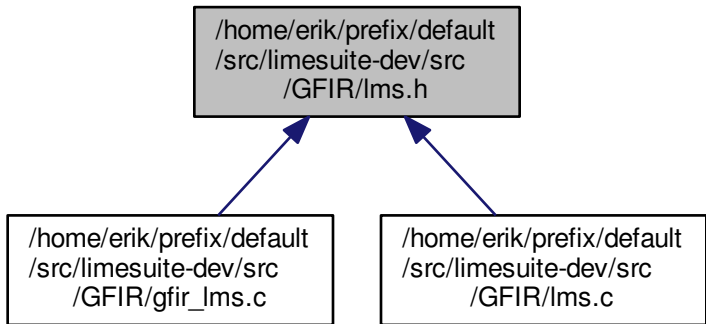 /home/erik/prefix/default
/src/limesuite-dev/src
/GFIR/lms.h
/home/erik/prefix/default
/src/limesuite-dev/src
/GFIR/gfir_lms.c
/home/erik/prefix/default
/src/limesuite-dev/src
/GFIR/lms.c